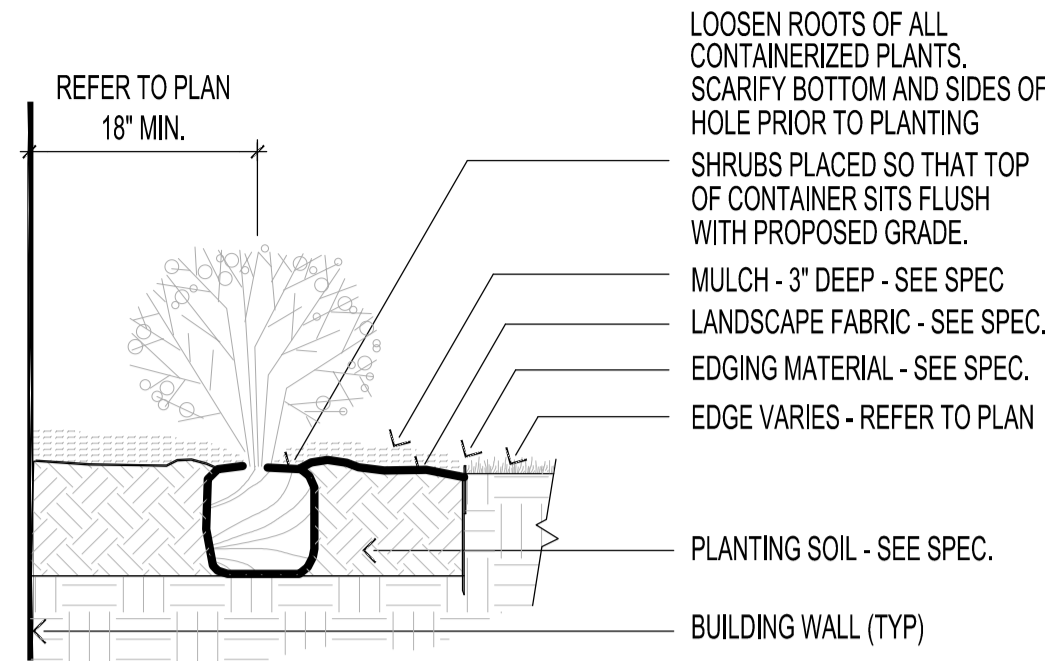 REFER TO PLAN
18" MIN.
LOOSEN ROOTS OF ALL
CONTAINERIZED PLANTS.
SCARIFY BOTTOM AND SIDES OF
HOLE PRIOR TO PLANTING
SHRUBS PLACED SO THAT TOP
OF CONTAINER SITS FLUSH
WITH PROPOSED GRADE.
MULCH - 3" DEEP - SEE SPEC
LANDSCAPE FABRIC - SEE SPEC.
EDGING MATERIAL - SEE SPEC.
EDGE VARIES - REFER TO PLAN
PLANTING SOIL - SEE SPEC.
BUILDING WALL (TYP)